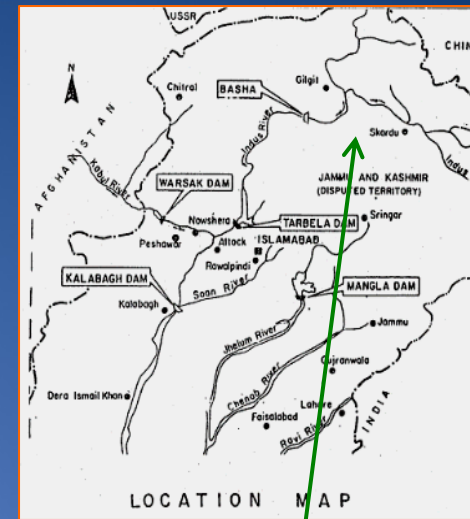 USSR
CHIN
N
Gilgit
Chitral
BASHA
Skardu
Indus River
Indus
AFGHANISTAN
Kabul River
JAMMU AND KASHMIR
(DISPUTED TERRITORY)
WARSAK DAM
Sringar
Nowshera
TARBELA DAM
Peshawar
Attock
ISLAMABAD
Rawalpindi
KALABAGH DAM
MANGLA DAM
Soan River
Kalabagh
Jammu
Jhelum River
Gujranwala
Chenab River
Dera Ismail Khan
Lahore
INDIA
Faisalabad
Ravi River
LOCATION MAP